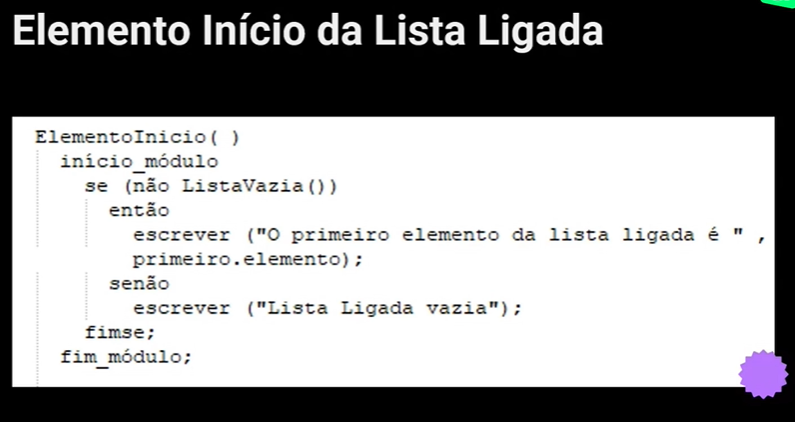 Elemento Início da Lista Ligada
ElementoInicio( )
início_módulo
se (não ListaVazia())
então
escrever ("O primeiro elemento da lista ligada é " ,
primeiro.elemento);
senão
escrever ("Lista Ligada vazia");
fimse;
fim_módulo;